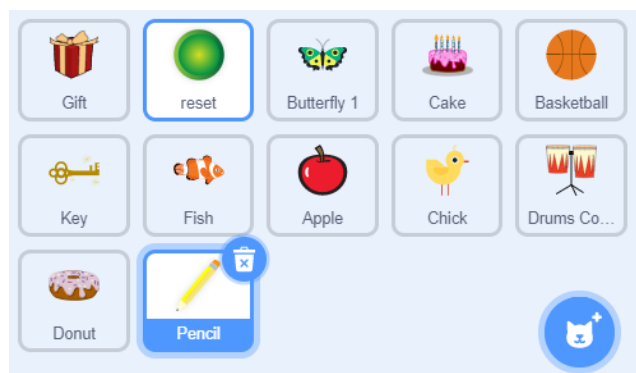 Gift
reset
Butterfly 1
Cake
Basketball
Key
Fish
Apple
Chick
Drums Co...
Donut
Pencil